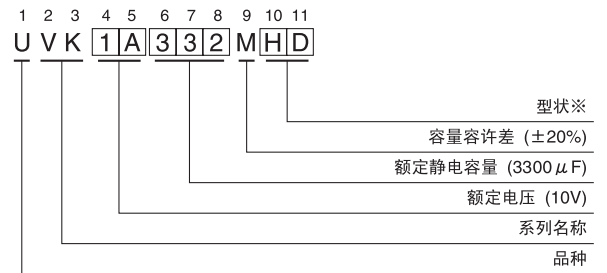 1 2 3 4 5 6 7 8 9 10 11
U V K 1 A 3 3 2 M H D
型状※
容量容许差 (±20%)
额定静电容量 (3300μF)
额定电压 (10V)
系列名称
品种